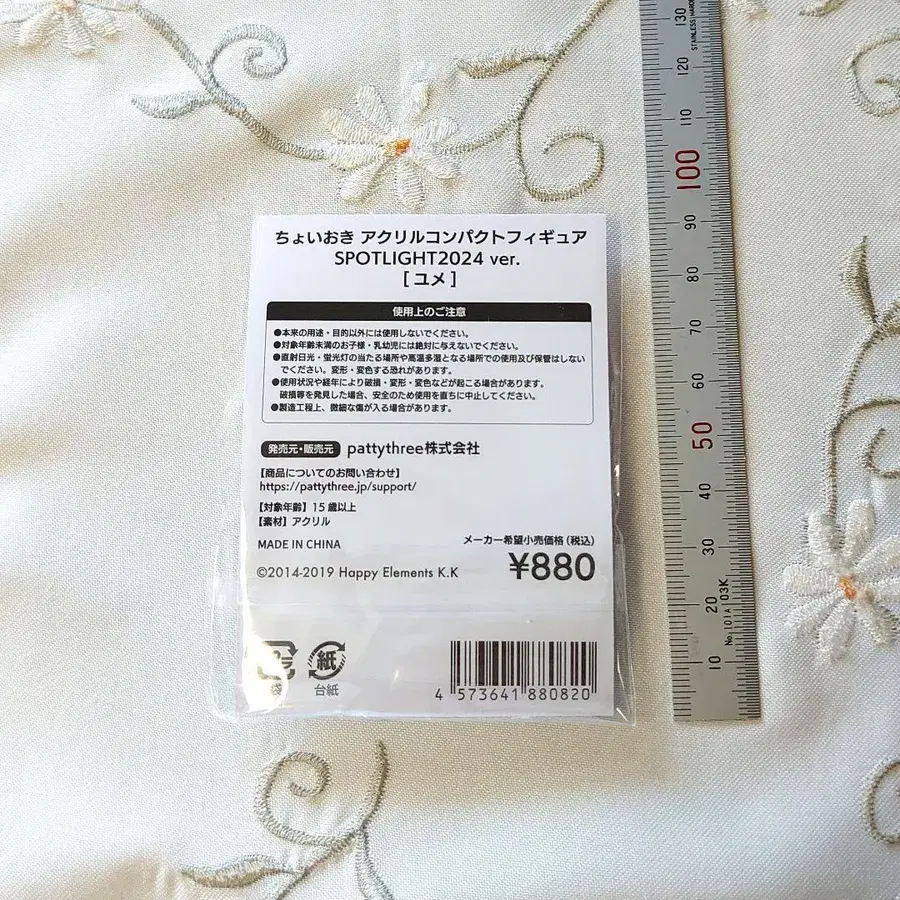 ちょいおき アクリルコンパクトフィギュア
SPOTLIGHT2024 ver.
[ ユメ ]
使用上のご注意
●本来の用途・目的以外には使用しないでください。
●対象年齢未満のお子様・乳幼児には絶対に与えないでください。
●直射日光・蛍光灯の当たる場所や高温多湿となる場所での使用及び保管はしない
でください。変形・変色する恐れがあります。
●使用状況や経年により破損・変形・変色などが起こる場合があります。
破損等を発見した場合、安全のため使用を直ちに中止してください。
●製造工程上、微細な傷が入る場合があります。
発売元・販売元 pattythree株式会社
【商品についてのお問い合わせ】
https://pattythree.jp/support/
【対象年齢】15歳以上
【素材】アクリル
MADE IN CHINA
メーカー希望小売価格(税込)
¥880
©2014-2019 Happy Elements K.K
袋
紙
台紙
4 573641 880820
130
STAINLESS HARD
120
110
100
90
80
70
60
50
40
30
20
10
No.101A 03K